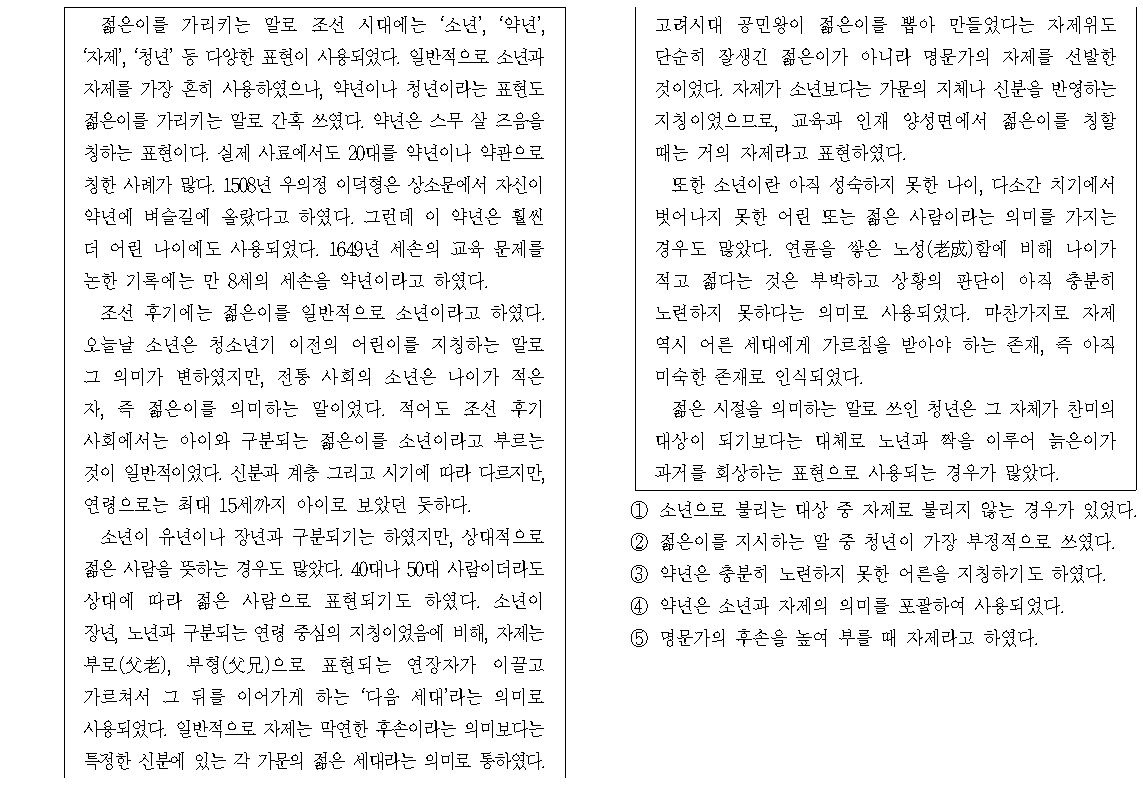 젊은이를 가리키는 말로 조선 시대에는 ‘소년’, ‘약년’,
‘자제’, ‘청년’ 등 다양한 표현이 사용되었다. 일반적으로 소년과
자제를 가장 흔히 사용하였으나, 약년이나 청년이라는 표현도
젊은이를 가리키는 말로 간혹 쓰였다. 약년은 스무 살 즈음을
칭하는 표현이다. 실제 사료에서도 20대를 약년이나 약관으로
칭한 사례가 많다. 1508년 우의정 이덕형은 상소문에서 자신이
약년에 벼슬길에 올랐다고 하였다. 그런데 이 약년은 훨씬
더 어린 나이에도 사용되었다. 1649년 세손의 교육 문제를
논한 기록에는 만 8세의 세손을 약년이라고 하였다.
조선 후기에는 젊은이를 일반적으로 소년이라고 하였다.
오늘날 소년은 청소년기 이전의 어린이를 지칭하는 말로
그 의미가 변하였지만, 전통 사회의 소년은 나이가 적은
자, 즉 젊은이를 의미하는 말이었다. 적어도 조선 후기
사회에서는 아이와 구분되는 젊은이를 소년이라고 부르는
것이 일반적이었다. 신분과 계층 그리고 시기에 따라 다르지만,
연령으로는 최대 15세까지 아이로 보았던 듯하다.
소년이 유년이나 장년과 구분되기는 하였지만, 상대적으로
젊은 사람을 뜻하는 경우도 많았다. 40대나 50대 사람이더라도
상대에 따라 젊은 사람으로 표현되기도 하였다. 소년이
장년, 노년과 구분되는 연령 중심의 지칭이었음에 비해, 자제는
부로(父老), 부형(父兄)으로 표현되는 연장자가 이끌고
가르쳐서 그 뒤를 이어가게 하는 ‘다음 세대’라는 의미로
사용되었다. 일반적으로 자제는 막연한 후손이라는 의미보다는
특정한 신분에 있는 각 가문의 젊은 세대라는 의미로 통하였다.
고려시대 공민왕이 젊은이를 뽑아 만들었다는 자제위도
단순히 잘생긴 젊은이가 아니라 명문가의 자제를 선발한
것이었다. 자제가 소년보다는 가문의 지체나 신분을 반영하는
지칭이었으므로, 교육과 인재 양성면에서 젊은이를 칭할
때는 거의 자제라고 표현하였다.
또한 소년이란 아직 성숙하지 못한 나이, 다소간 치기에서
벗어나지 못한 어린 또는 젊은 사람이라는 의미를 가지는
경우도 많았다. 연륜을 쌓은 노성(老成)함에 비해 나이가
적고 젊다는 것은 부박하고 상황의 판단이 아직 충분히
노련하지 못하다는 의미로 사용되었다. 마찬가지로 자제
역시 어른 세대에게 가르침을 받아야 하는 존재, 즉 아직
미숙한 존재로 인식되었다.
젊은 시절을 의미하는 말로 쓰인 청년은 그 자체가 찬미의
대상이 되기보다는 대체로 노년과 짝을 이루어 늙은이가
과거를 회상하는 표현으로 사용되는 경우가 많았다.
① 소년으로 불리는 대상 중 자제로 불리지 않는 경우가 있었다.
② 젊은이를 지시하는 말 중 청년이 가장 부정적으로 쓰였다.
③ 약년은 충분히 노련하지 못한 어른을 지칭하기도 하였다.
④ 약년은 소년과 자제의 의미를 포괄하여 사용되었다.
⑤ 명문가의 후손을 높여 부를 때 자제라고 하였다.